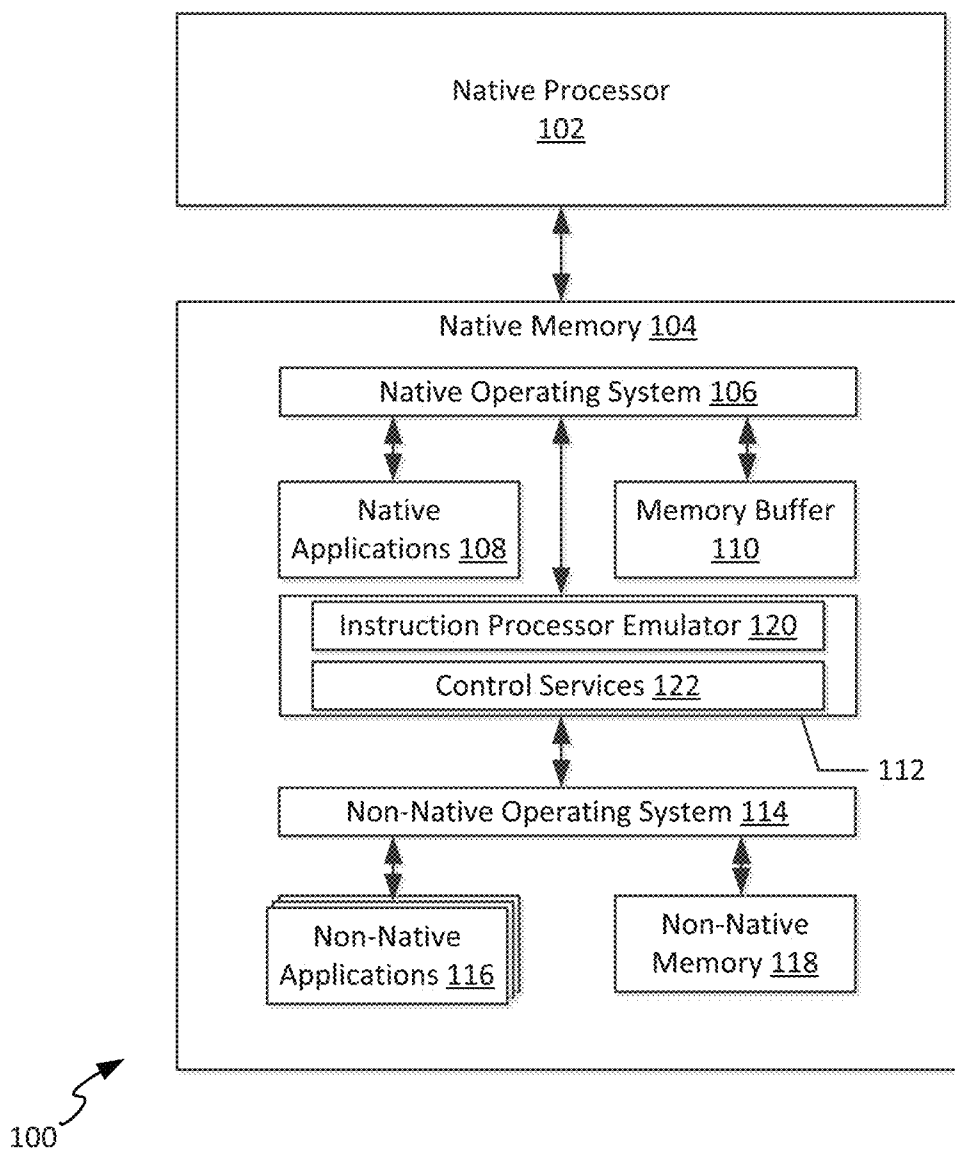 Native Processor
102
Native Memory 104
Native Operating System 106
Native
Applications 108
Memory Buffer
110
Instruction Processor Emulator 120
Control Services 122
112
Non-Native Operating System 114
Non-Native
Applications 116
Non-Native
Memory 118
100